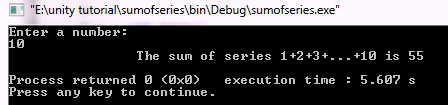 "E:\unity tutorial\sumofseries\bin\Debug\sumofseries.exe"
Enter a number:
10
The sum of series 1+2+3+...+10 is 55
Process returned 0 (0x0)   execution time : 5.607 s
Press any key to continue.